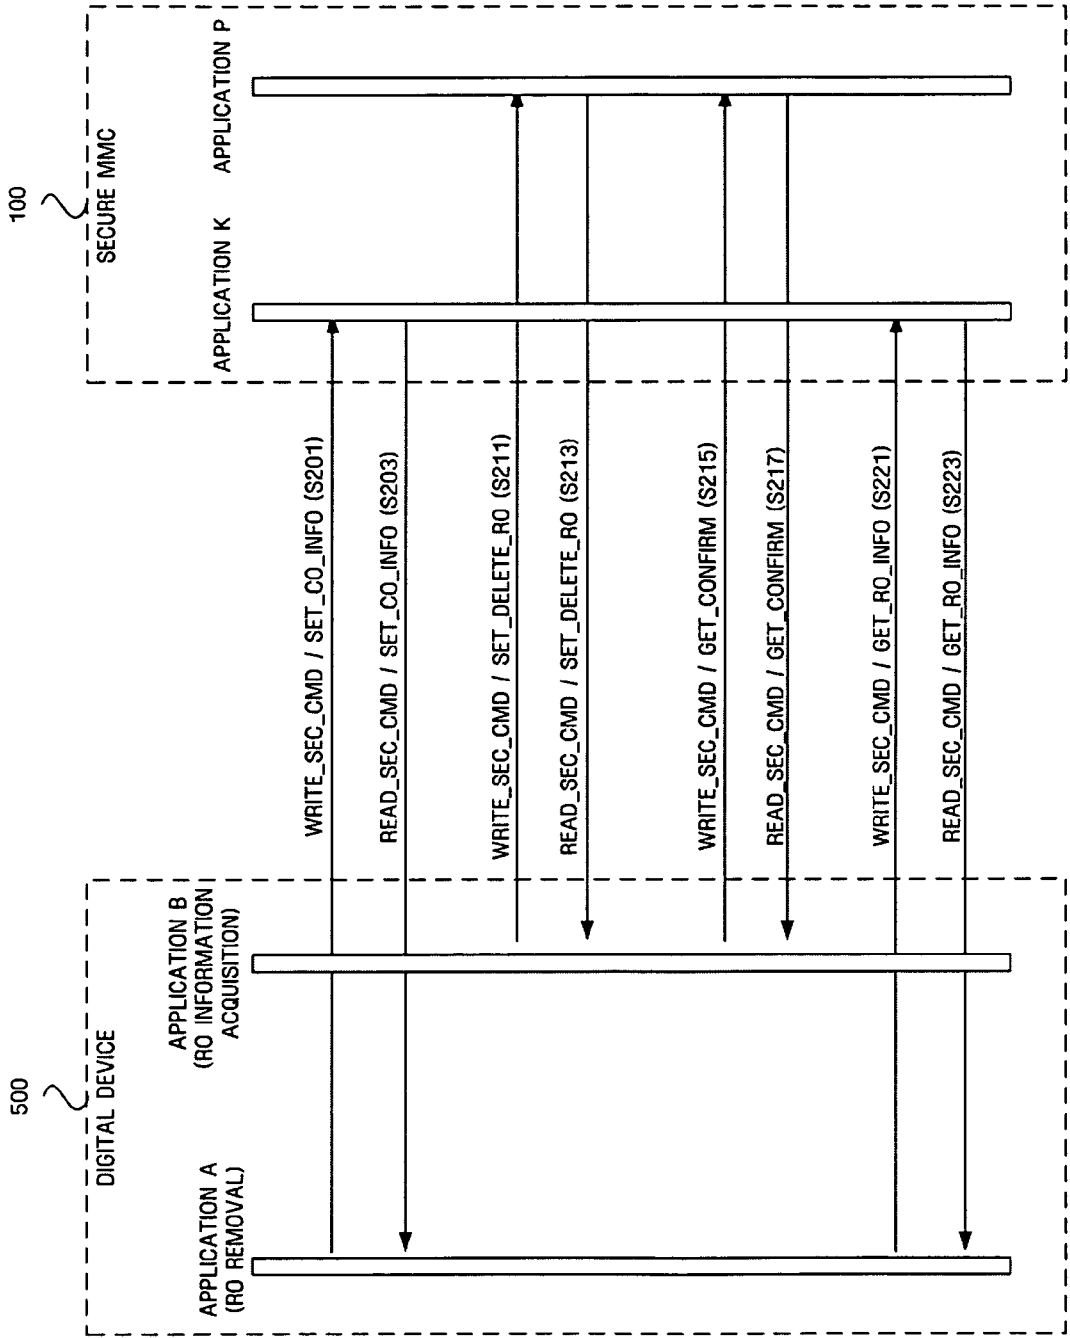 500
100
DIGITAL DEVICE
SECURE MMC
APPLICATION A
(RO REMOVAL)
APPLICATION B
(RO INFORMATION
ACQUISITION)
APPLICATION K
APPLICATION P
WRITE_SEC_CMD / SET_CO_INFO (S201)
READ_SEC_CMD / SET_CO_INFO (S203)
WRITE_SEC_CMD / SET_DELETE_RO (S211)
READ_SEC_CMD / SET_DELETE_RO (S213)
WRITE_SEC_CMD / GET_CONFIRM (S215)
READ_SEC_CMD / GET_CONFIRM (S217)
WRITE_SEC_CMD / GET_RO_INFO (S221)
READ_SEC_CMD / GET_RO_INFO (S223)